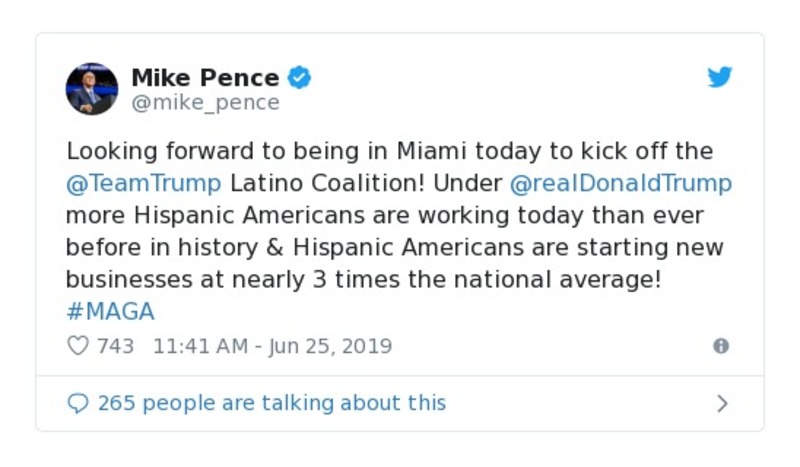 Mike Pence
@mike_pence
Looking forward to being in Miami today to kick off the
@TeamTrump Latino Coalition! Under @realDonaldTrump
more Hispanic Americans are working today than ever
before in history & Hispanic Americans are starting new
businesses at nearly 3 times the national average!
#MAGA
743 11:41 AM - Jun 25, 2019
265 people are talking about this